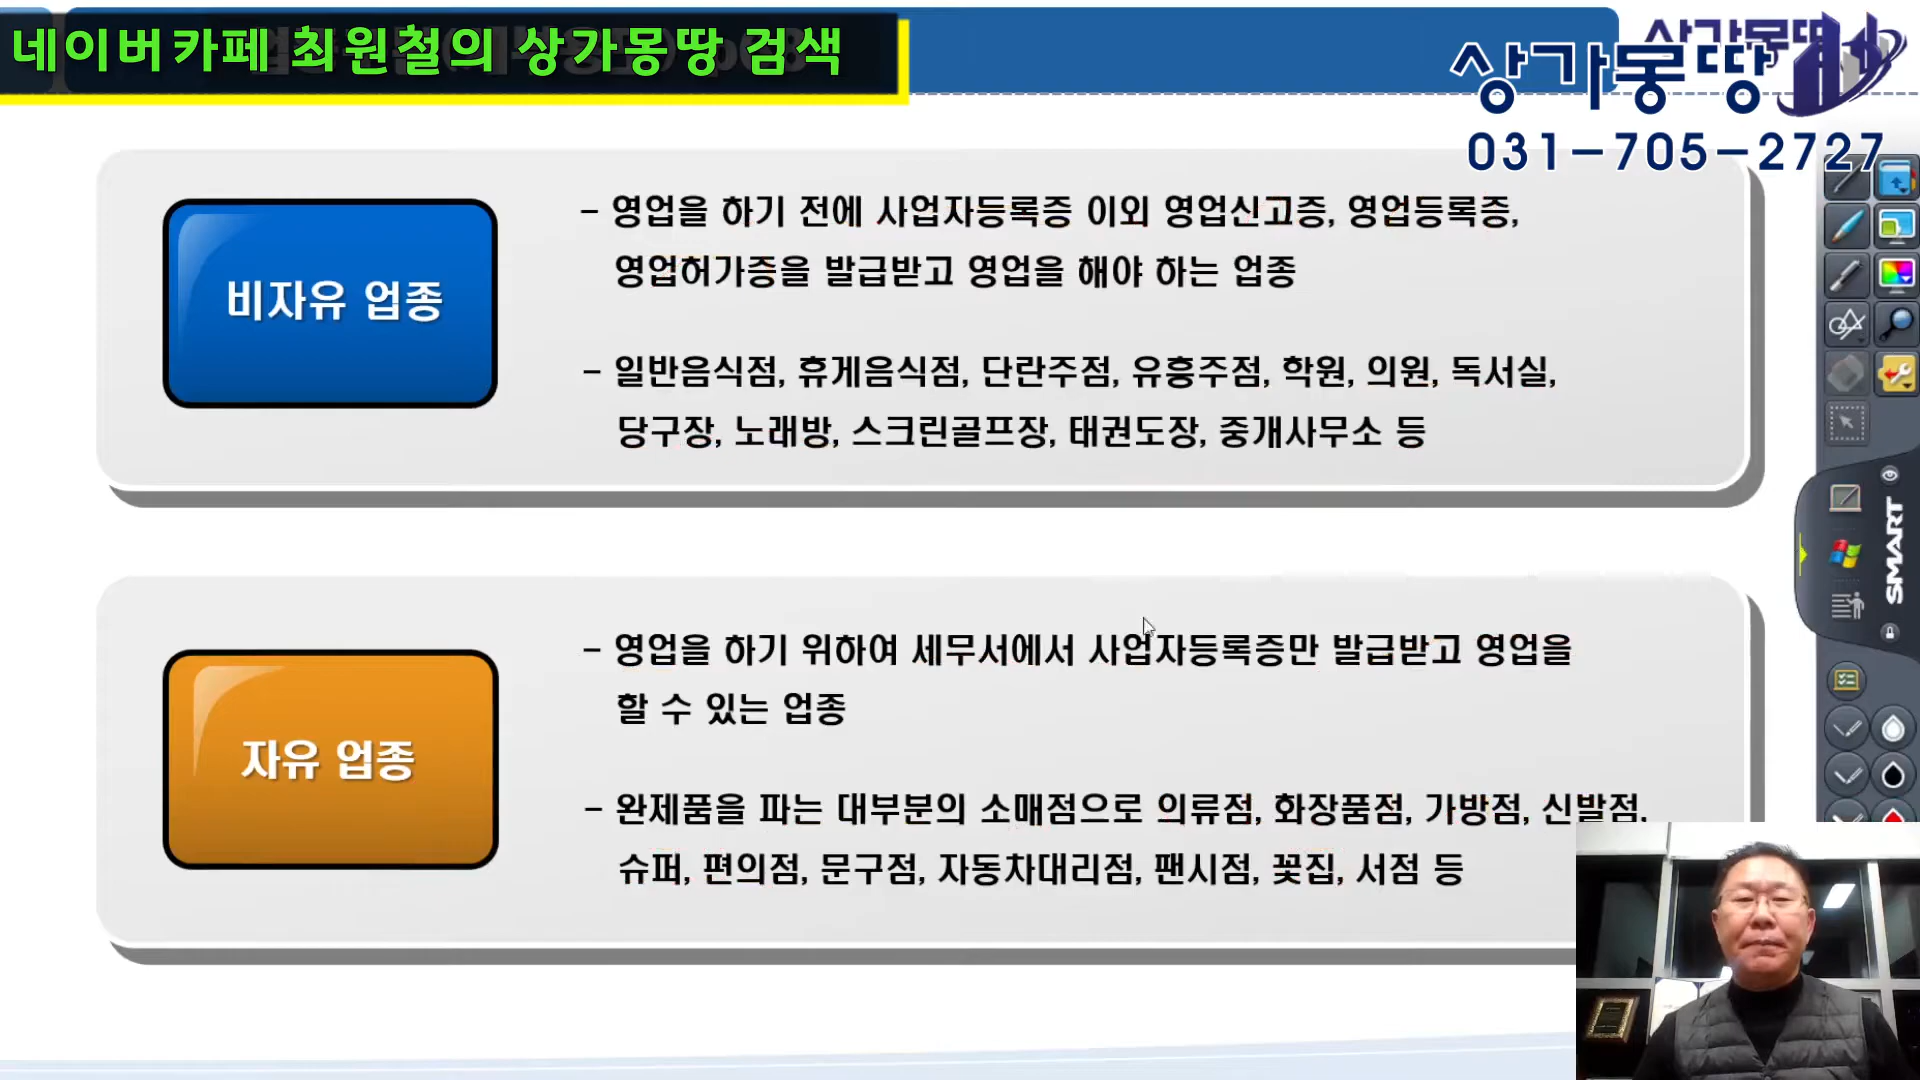 네이버카페 최원철의 상가몽땅 검색
상가몽땅
031-705-2727
비자유 업종
- 영업을 하기 전에 사업자등록증 이외 영업신고증, 영업등록증,
영업허가증을 발급받고 영업을 해야 하는 업종
- 일반음식점, 휴게음식점, 단란주점, 유흥주점, 학원, 의원, 독서실,
당구장, 노래방, 스크린골프장, 태권도장, 중개사무소 등
자유 업종
- 영업을 하기 위하여 세무서에서 사업자등록증만 발급받고 영업을
할 수 있는 업종
- 완제품을 파는 대부분의 소매점으로 의류점, 화장품점, 가방점, 신발점,
슈퍼, 편의점, 문구점, 자동차대리점, 팬시점, 꽃집, 서점 등
SMART